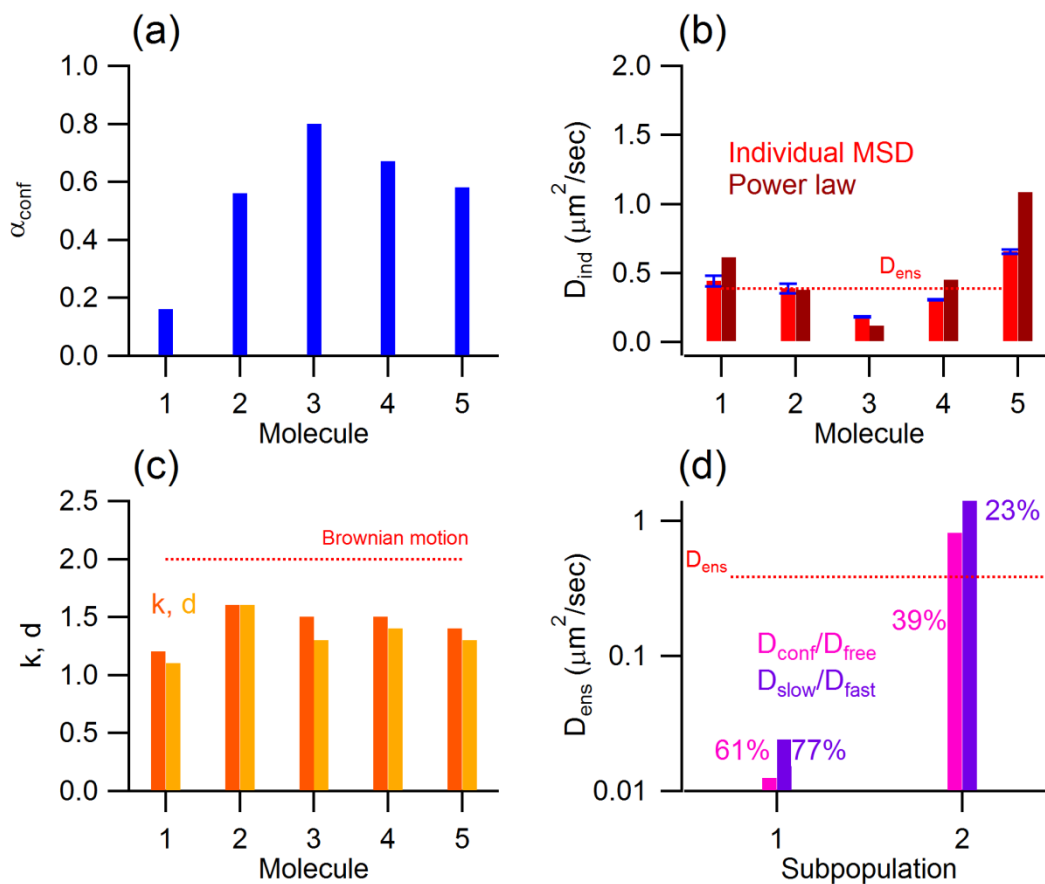 (a)
1.0
0.8
0.6
0.4
0.2
0.0
αconf
1 2 3 4 5
Molecule
(b)
2.0
1.5
1.0
0.5
0.0
Dind (μm²/sec)
Individual MSD
Power law
Dens
1 2 3 4 5
Molecule
(c)
2.5
2.0
1.5
1.0
0.5
0.0
k, d
Brownian motion
k, d
1 2 3 4 5
Molecule
(d)
1
0.1
0.01
Dens (μm²/sec)
23%
Dens
39%
Dconf/Dfree
Dslow/Dfast
61% 77%
1 2
Subpopulation